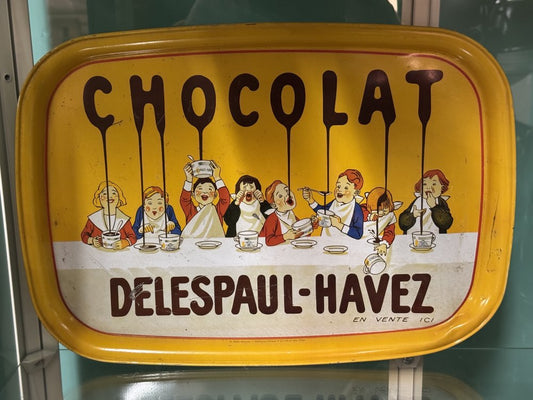 CHOCOLAT
DELESPAUL-HAVEZ
EN VENTE ICI